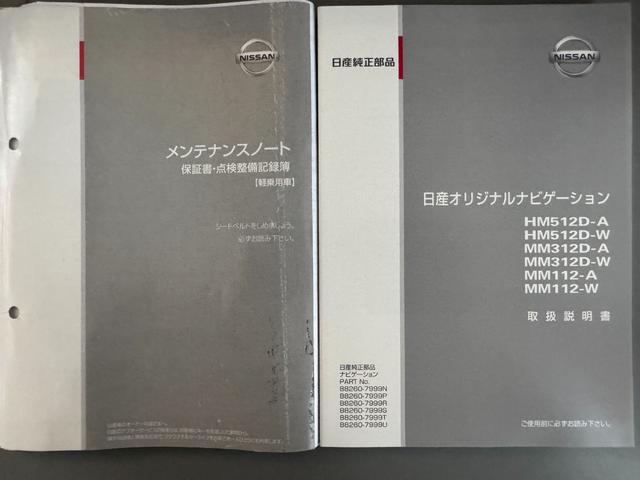 NISSAN
メンテナンスノート
保証書・点検整備記録簿
【軽乗用車】
シートベルトをしめましょう。
必ずお読み下さい。
日産純正部品
NISSAN
日産オリジナルナビゲーション
HM512D-A
HM512D-W
MM312D-A
MM312D-W
MM112-A
MM112-W
取扱説明書
日産純正部品
ナビゲーション
PART No.
B8260-7999N
B8260-7999P
B8260-7999R
B8260-7999S
B8260-7999T
B8260-7999U
ご使用前に必ずお読み下さい。